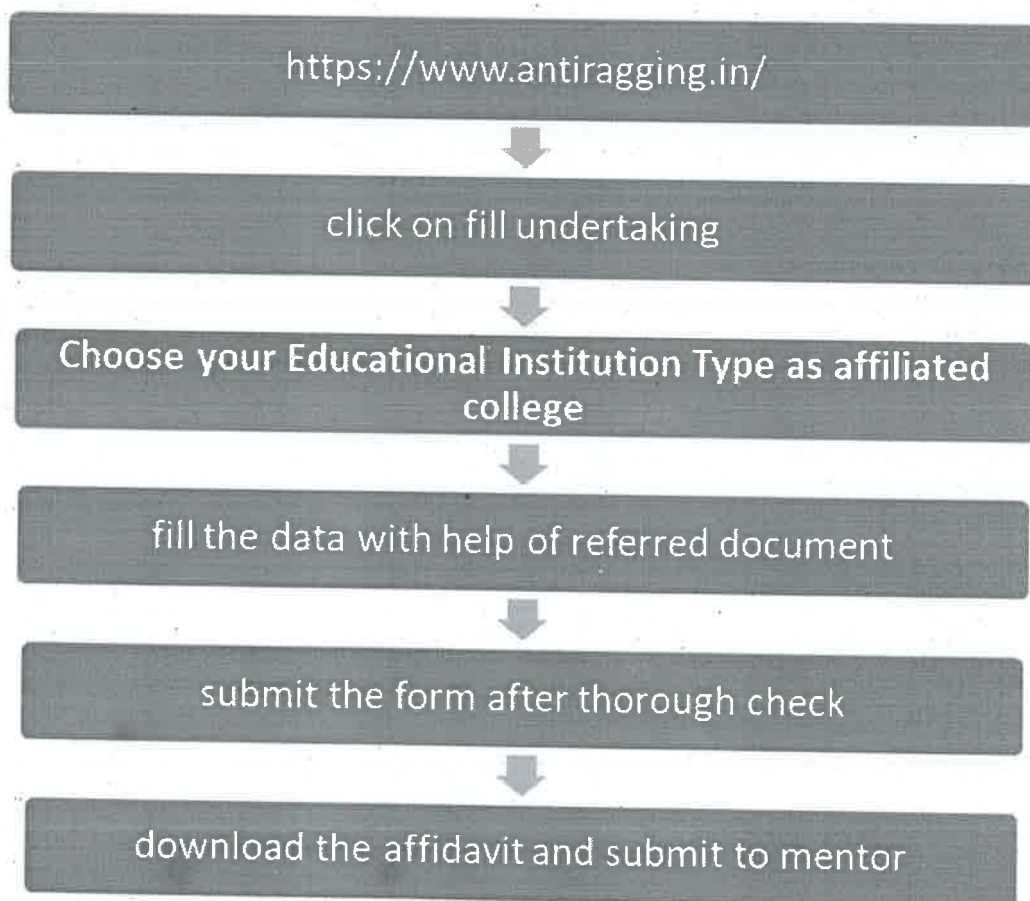 https://www.antiragging.in/
click on fill undertaking
Choose your Educational Institution Type as affiliated
college
fill the data with help of referred document
submit the form after thorough check
download the affidavit and submit to mentor